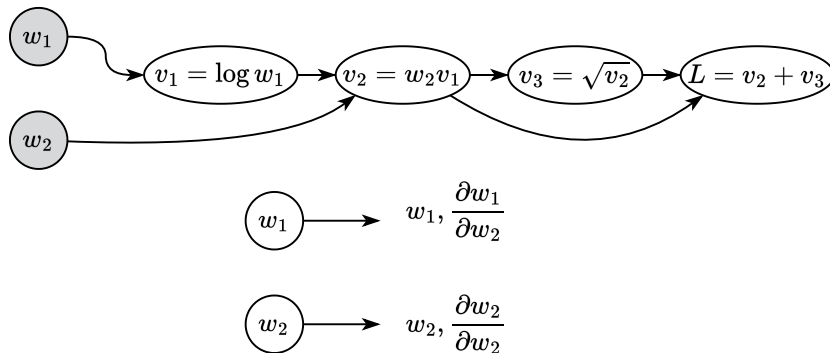 w₁
v₁ = log w₁
v₂ = w₂v₁
v₃ = √v₂
L = v₂ + v₃
w₂
w₁
w₁, ∂w₁/∂w₂
w₂
w₂, ∂w₂/∂w₂